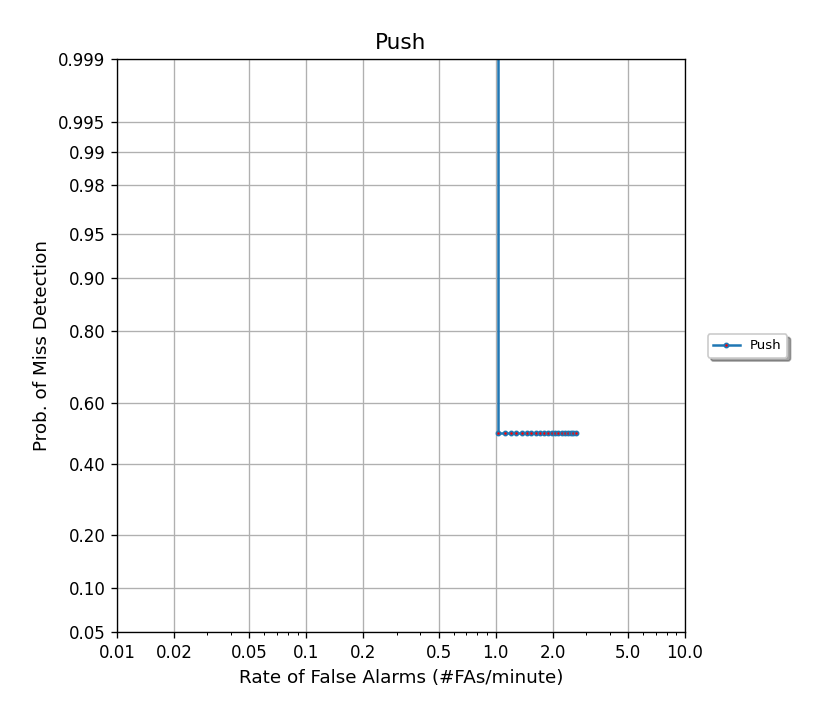 Push
0.999
0.995
0.99
0.98
0.95
0.90
0.80
0.60
0.40
0.20
0.10
0.05
Prob. of Miss Detection
0.01 0.02 0.05 0.1 0.2 0.5 1.0 2.0 5.0 10.0
Rate of False Alarms (#FAs/minute)
Push